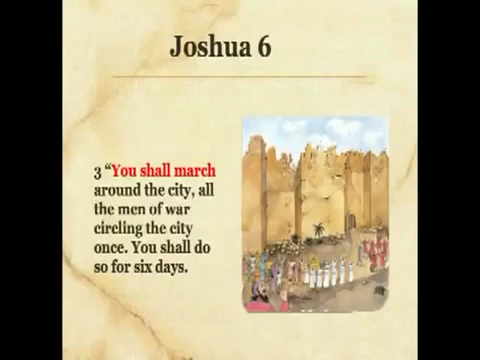 Joshua 6
3 “You shall march
around the city, all
the men of war
circling the city
once. You shall do
so for six days.